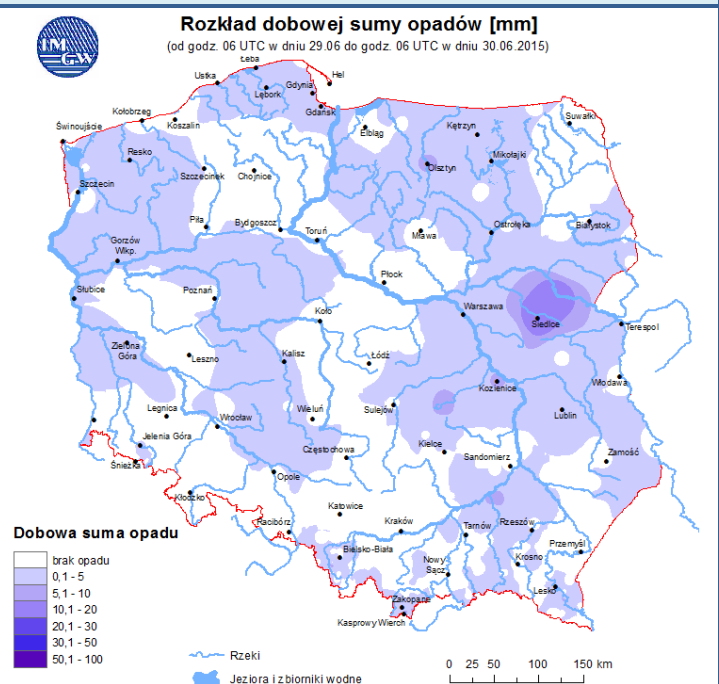 Rozkład dobowej sumy opadów [mm]
(od godz. 06 UTC w dniu 29.06 do godz. 06 UTC w dniu 30.06.2015)
IM
GW
Łeba
Hel
Ustka
Gdynia
Lębork
Gdańsk
Kołobrzeg
Koszalin
Świnoujście
Elbląg
Kętrzyn
Suwałki
Resko
Szczecinek
Chojnice
Olsztyn
Mikołajki
Szczecin
Piła
Bydgoszcz
Toruń
Mława
Ostrołęka
Białystok
Gorzów
Wlkp.
Płock
Słubice
Poznań
Koło
Warszawa
Siedlce
Terespol
Zielona
Góra
Leszno
Kalisz
Łódź
Kozienice
Włodawa
Legnica
Wrocław
Wieluń
Sulejów
Lublin
Jelenia Góra
Śnieżka
Częstochowa
Kielce
Sandomierz
Zamość
Opole
Kłodzko
Katowice
Racibórz
Kraków
Tarnów
Rzeszów
Przemyśl
Bielsko-Biała
Nowy
Sącz
Krosno
Lesko
Zakopane
Kasprowy Wierch
Dobowa suma opadu
brak opadu
0,1 - 5
5,1 - 10
10,1 - 20
20,1 - 30
30,1 - 50
50,1 - 100
Rzeki
Jeziora i zbiorniki wodne
0 25 50 100 150 km